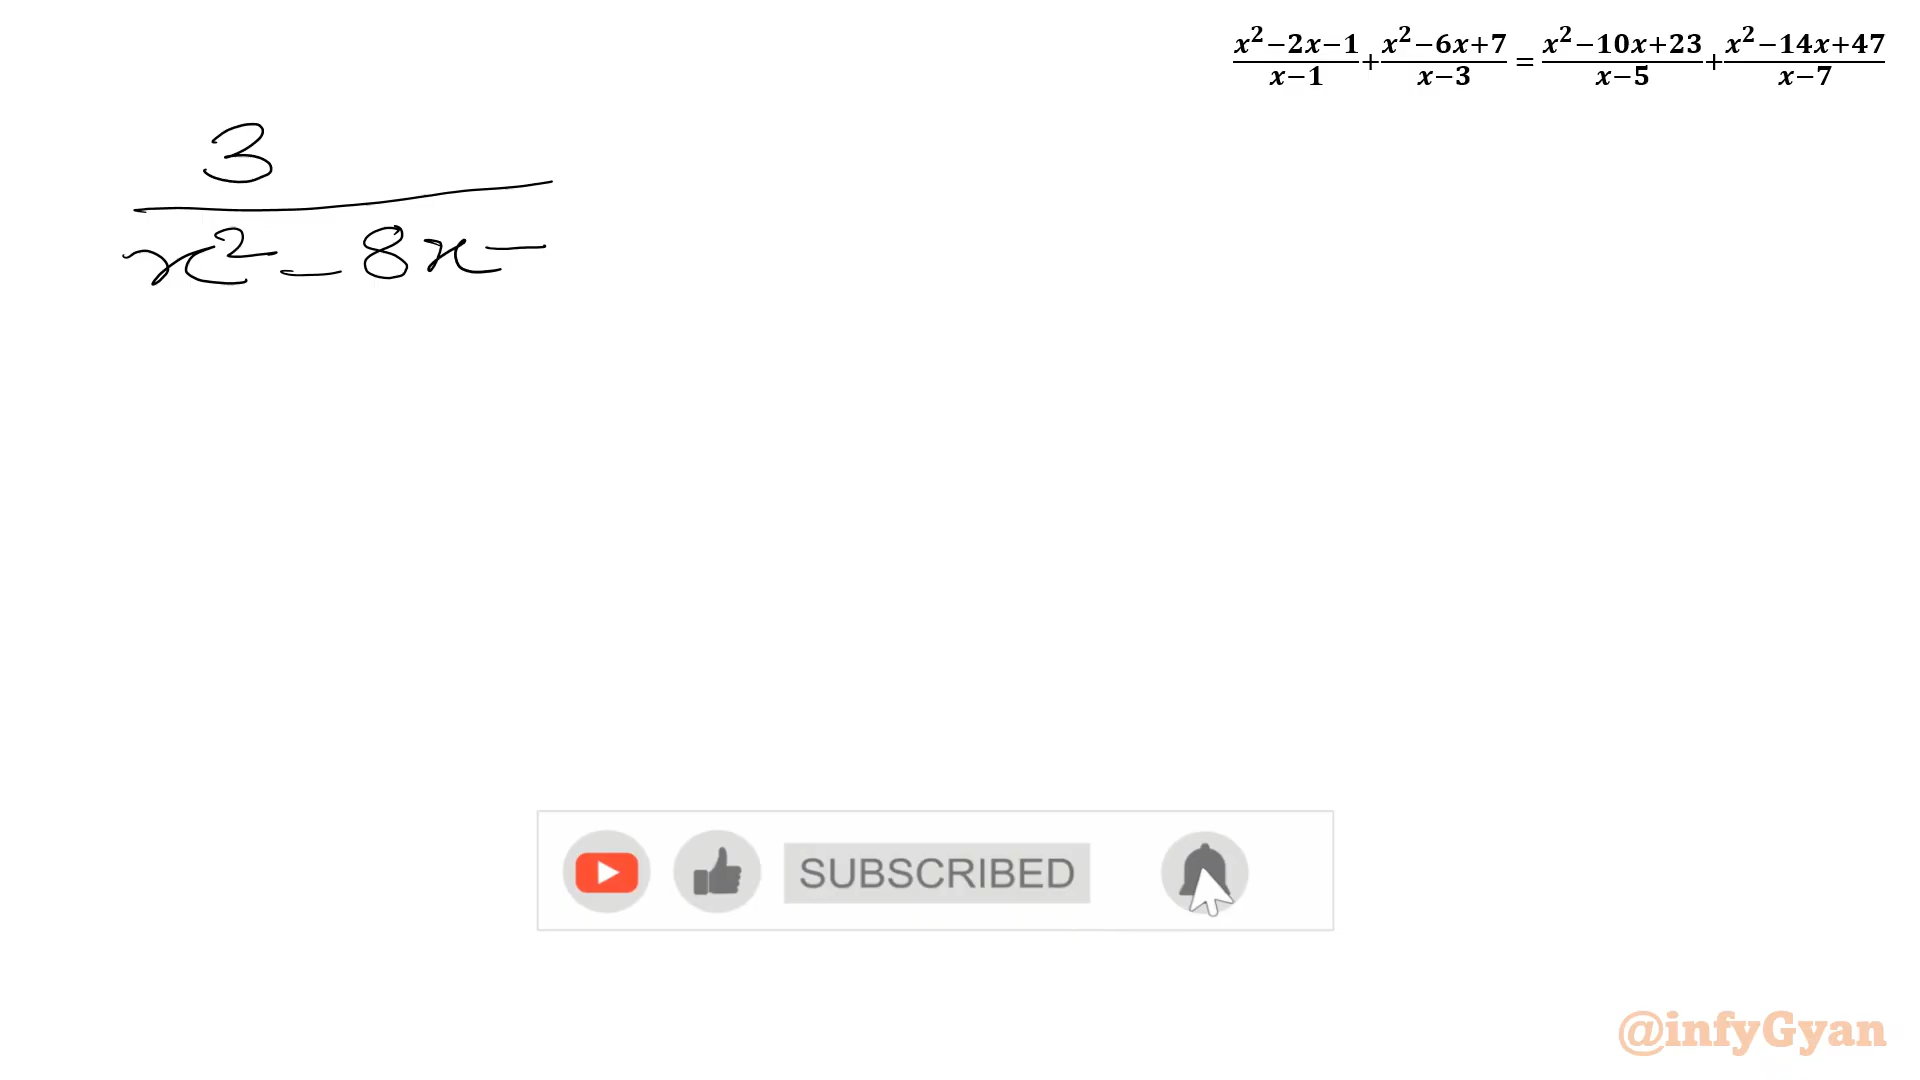 x²−2x−1/x−1 + x²−6x+7/x−3 = x²−10x+23/x−5 + x²−14x+47/x−7
3
x² − 8x −
SUBSCRIBED
@infyGyan